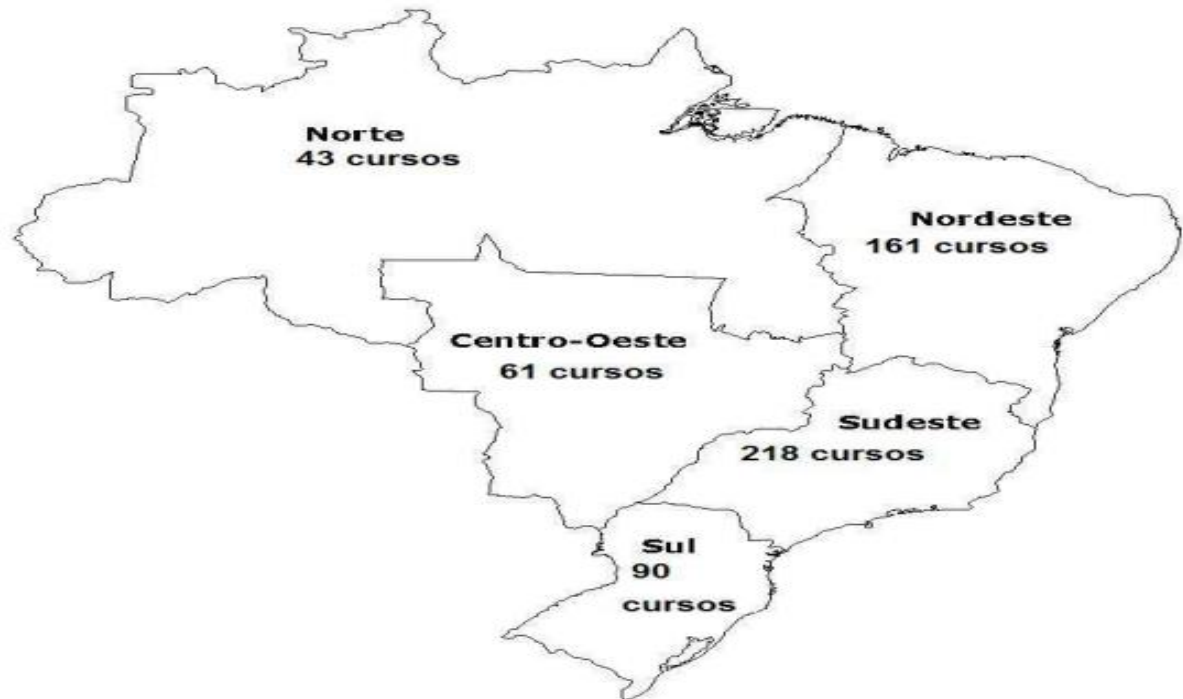 Norte
43 cursos
Nordeste
161 cursos
Centro-Oeste
61 cursos
Sudeste
218 cursos
Sul
90
cursos